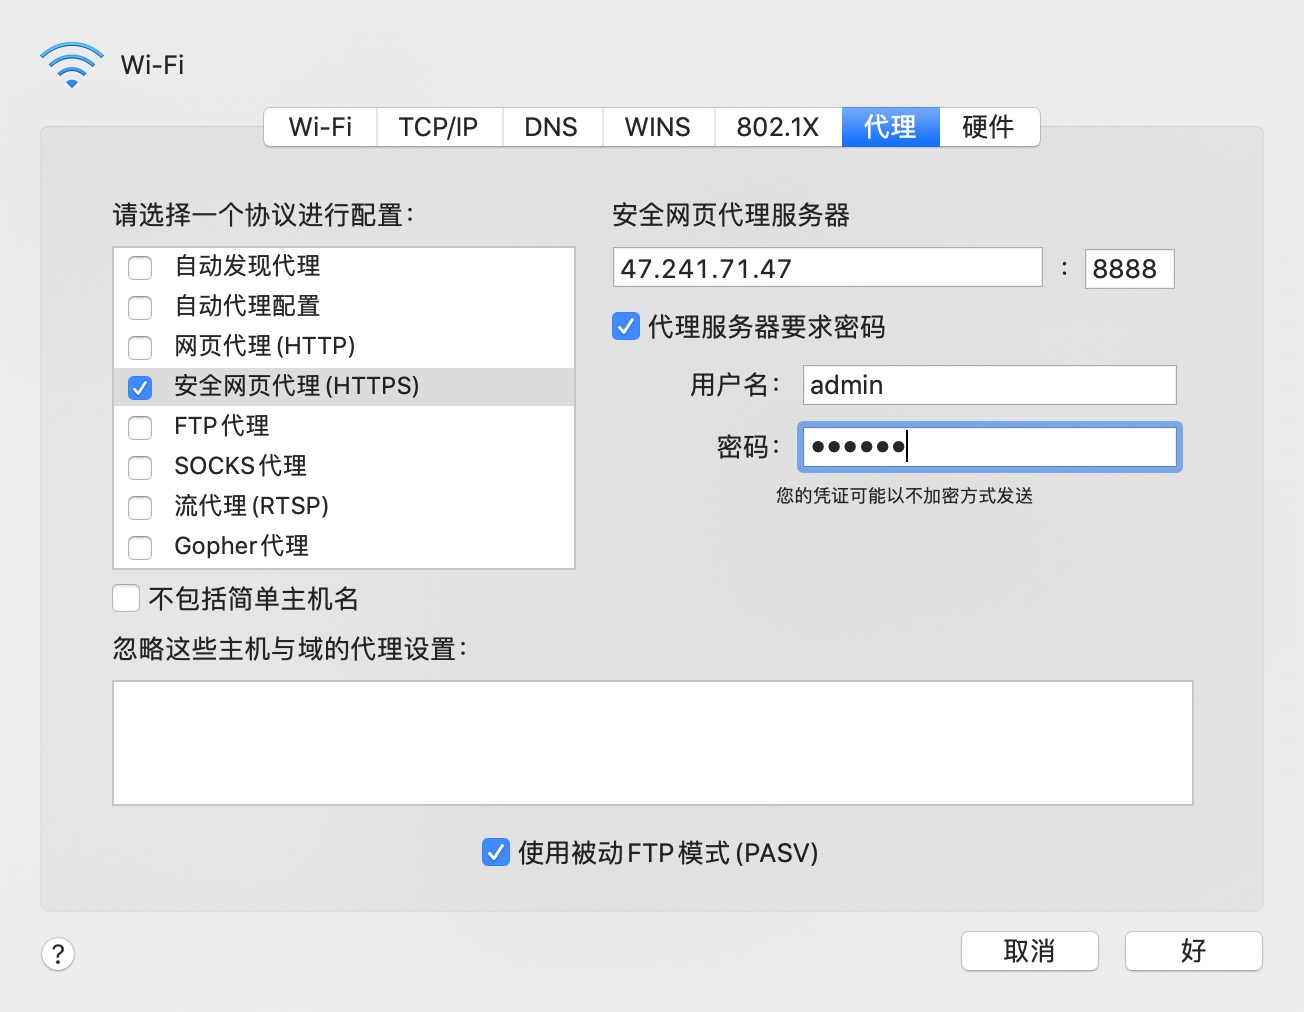 Wi-Fi
Wi-Fi TCP/IP DNS WINS 802.1X 代理 硬件
请选择一个协议进行配置：
自动发现代理
自动代理配置
网页代理(HTTP)
安全网页代理(HTTPS)
FTP代理
SOCKS代理
流代理(RTSP)
Gopher代理
不包括简单主机名
安全网页代理服务器
47.241.71.47 : 8888
代理服务器要求密码
用户名： admin
密码： ••••••
您的凭证可能以不加密方式发送
忽略这些主机与域的代理设置：
使用被动FTP模式(PASV)
? 取消 好